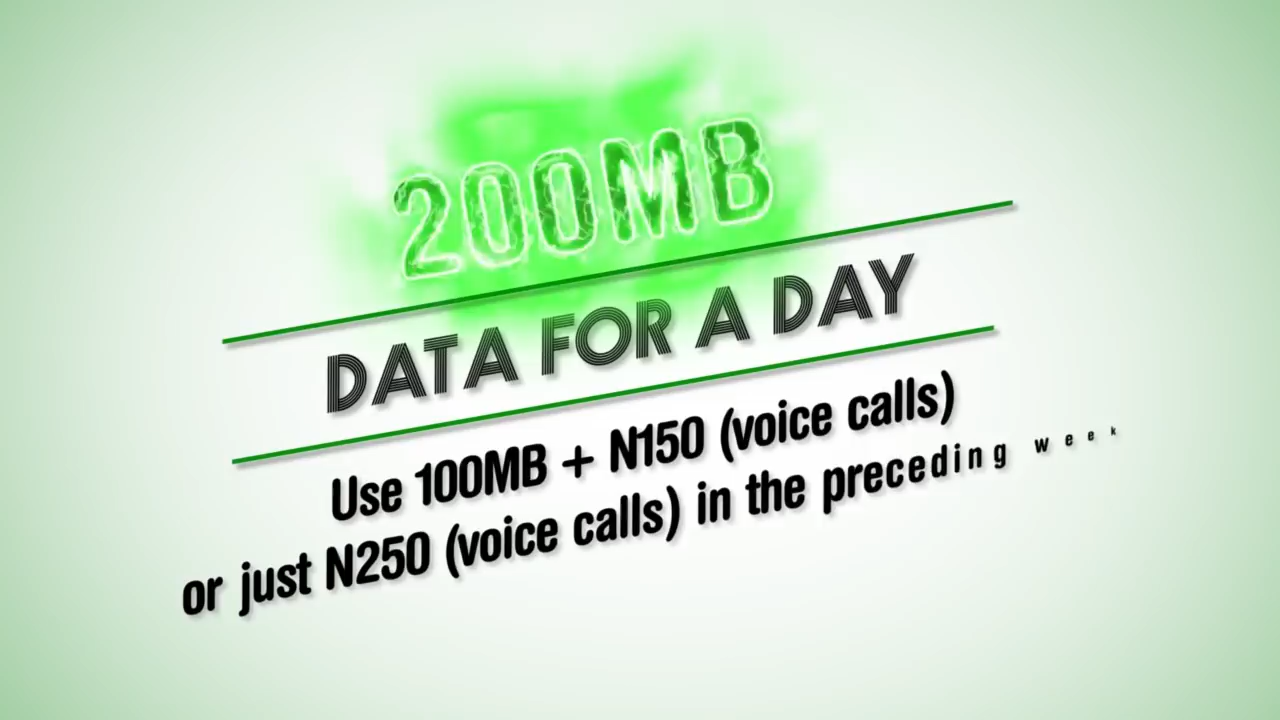 200MB
DATA FOR A DAY
Use 100MB + N150 (voice calls)
or just N250 (voice calls) in the preceding week